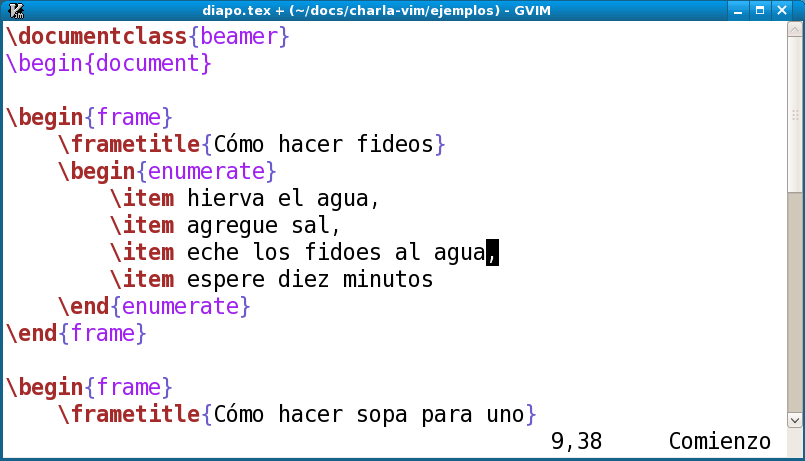 diapo.tex + (~/docs/charla-vim/ejemplos) - GVIM
\documentclass{beamer}
\begin{document}

\begin{frame}
    \frametitle{Cómo hacer fideos}
    \begin{enumerate}
        \item hierva el agua,
        \item agregue sal,
        \item eche los fidoes al agua,
        \item espere diez minutos
    \end{enumerate}
\end{frame}

\begin{frame}
    \frametitle{Cómo hacer sopa para uno}
9,38 Comienzo